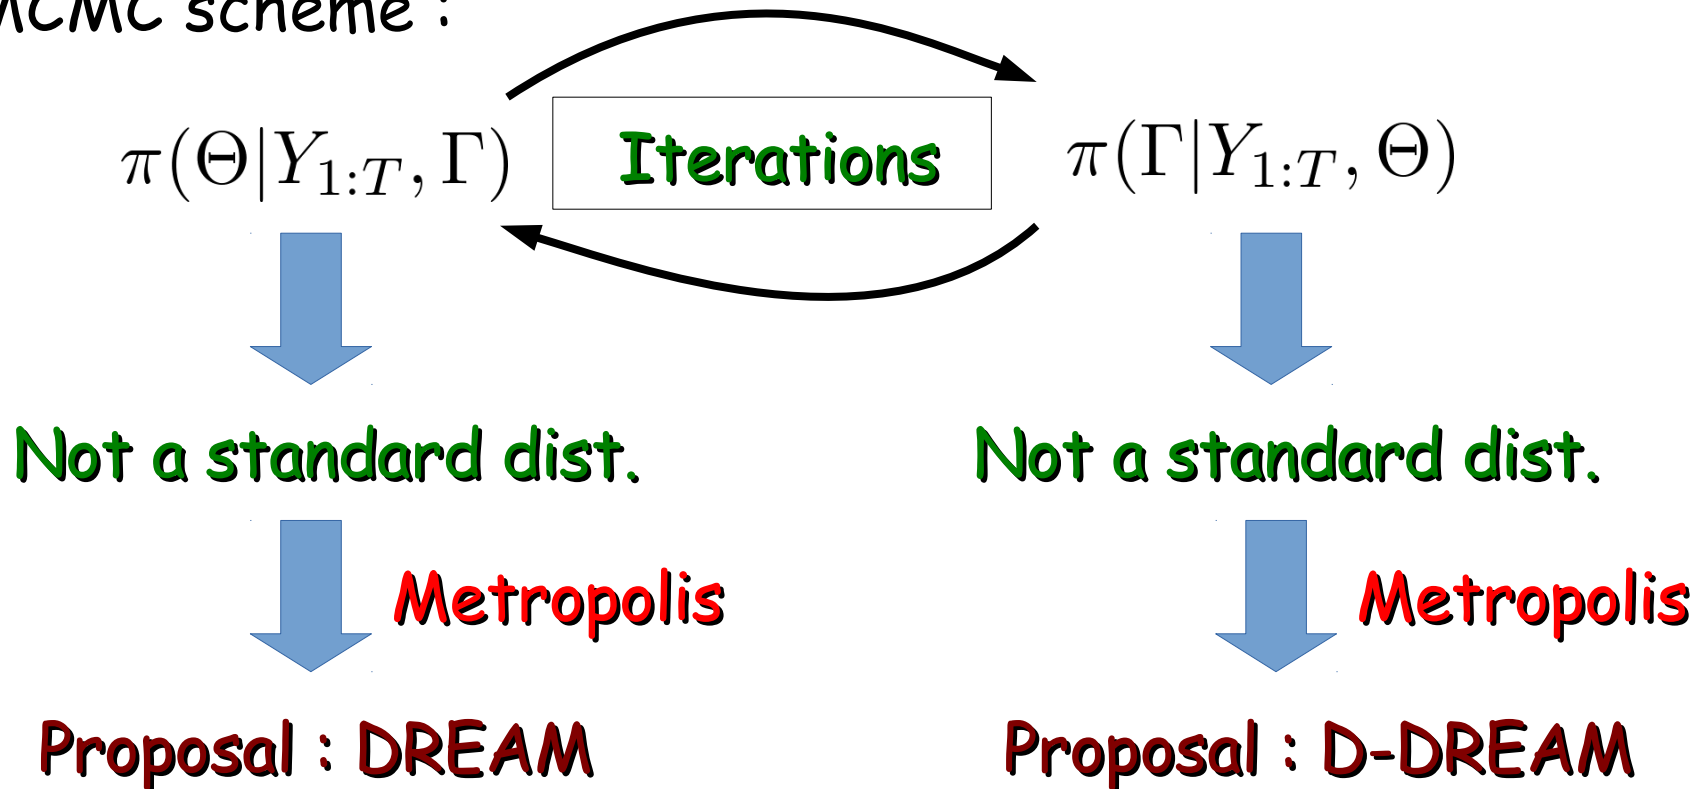 MCMC scheme :
π(Θ|Y₁:T, Γ) Iterations π(Γ|Y₁:T, Θ)
Not a standard dist. Not a standard dist.
Metropolis Metropolis
Proposal : DREAM Proposal : D-DREAM